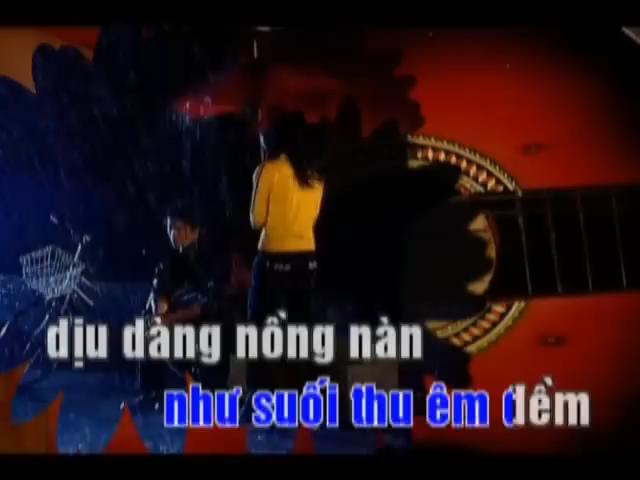 dịu dàng nồng nàn
như suối thu êm đềm